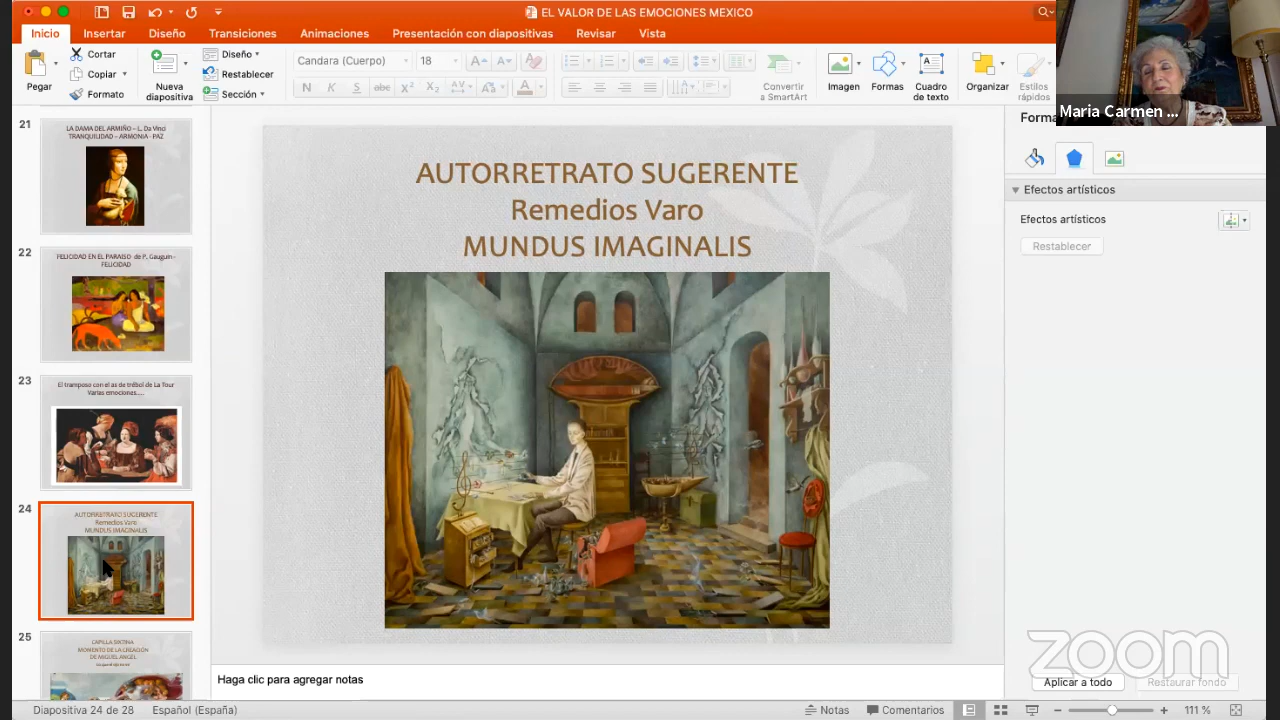 EL VALOR DE LAS EMOCIONES MEXICO
Inicio Insertar Diseño Transiciones Animaciones Presentación con diapositivas Revisar Vista
Pegar
Cortar
Copiar
Formato
Nueva diapositiva
Diseño
Restablecer
Sección
Candara (Cuerpo) 18
N K S abc X² X₂
Convertir a SmartArt
Imagen
Formas
Cuadro de texto
Organizar
Estilos rápidos
Maria Carmen ...
21
LA DAMA DEL ARMIÑO – L. Da Vinci
TRANQUILIDAD – ARMONIA - PAZ
22
FELICIDAD EN EL PARAISO de P. Gauguin -
FELICIDAD
23
El tramposo con el as de trébol de La Tour
Varias emociones....
24
AUTORRETRATO SUGERENTE
Remedios Varo
MUNDUS IMAGINALIS
25
CAPILLA SIXTINA
MOMENTO DE LA CREACIÓN
DE MIGUEL ANGEL
AUTORRETRATO SUGERENTE
Remedios Varo
MUNDUS IMAGINALIS
Forma
Efectos artísticos
Efectos artísticos
Restablecer
Haga clic para agregar notas
zoom
Aplicar a todo
Restaurar fondo
Diapositiva 24 de 28
Español (España)
Notas
Comentarios
111 %